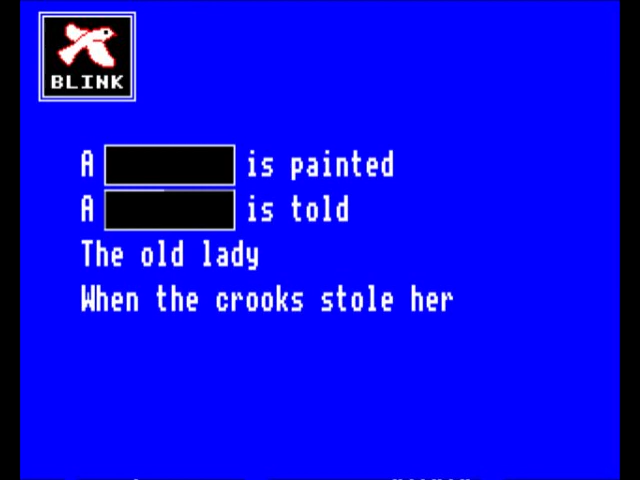 BLINK
A is painted
A is told
The old lady
When the crooks stole her